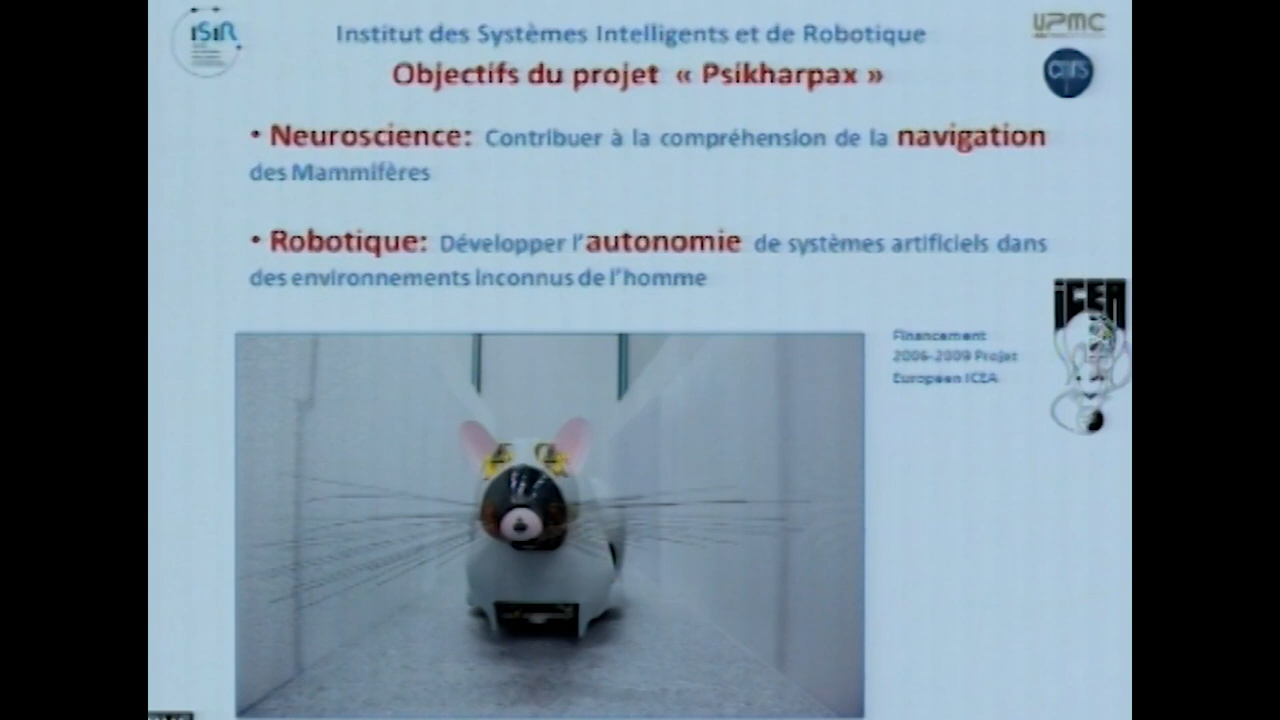 iSiR
Institut des Systèmes Intelligents et de Robotique
UPMC
Objectifs du projet « Psikharpax »
cnrs
• Neuroscience: Contribuer à la compréhension de la navigation
des Mammifères
• Robotique: Développer l'autonomie de systèmes artificiels dans
des environnements inconnus de l'homme
iCEA
Financement
2006-2009 Projet
Européen ICEA